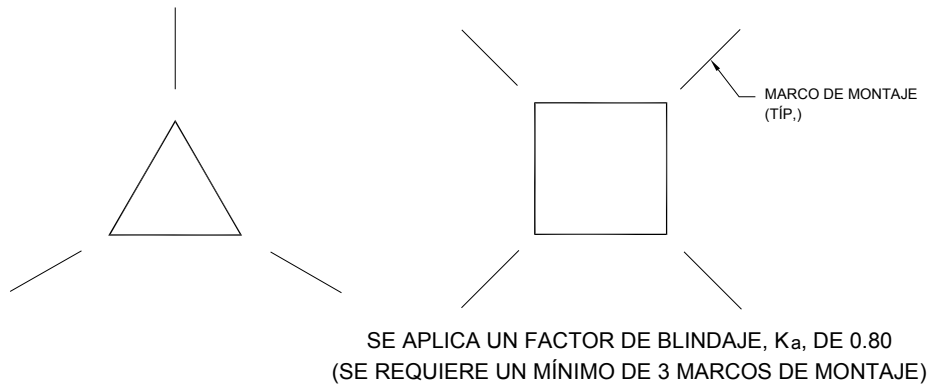 MARCO DE MONTAJE
(TÍP,)
SE APLICA UN FACTOR DE BLINDAJE, Ka, DE 0.80
(SE REQUIERE UN MÍNIMO DE 3 MARCOS DE MONTAJE)